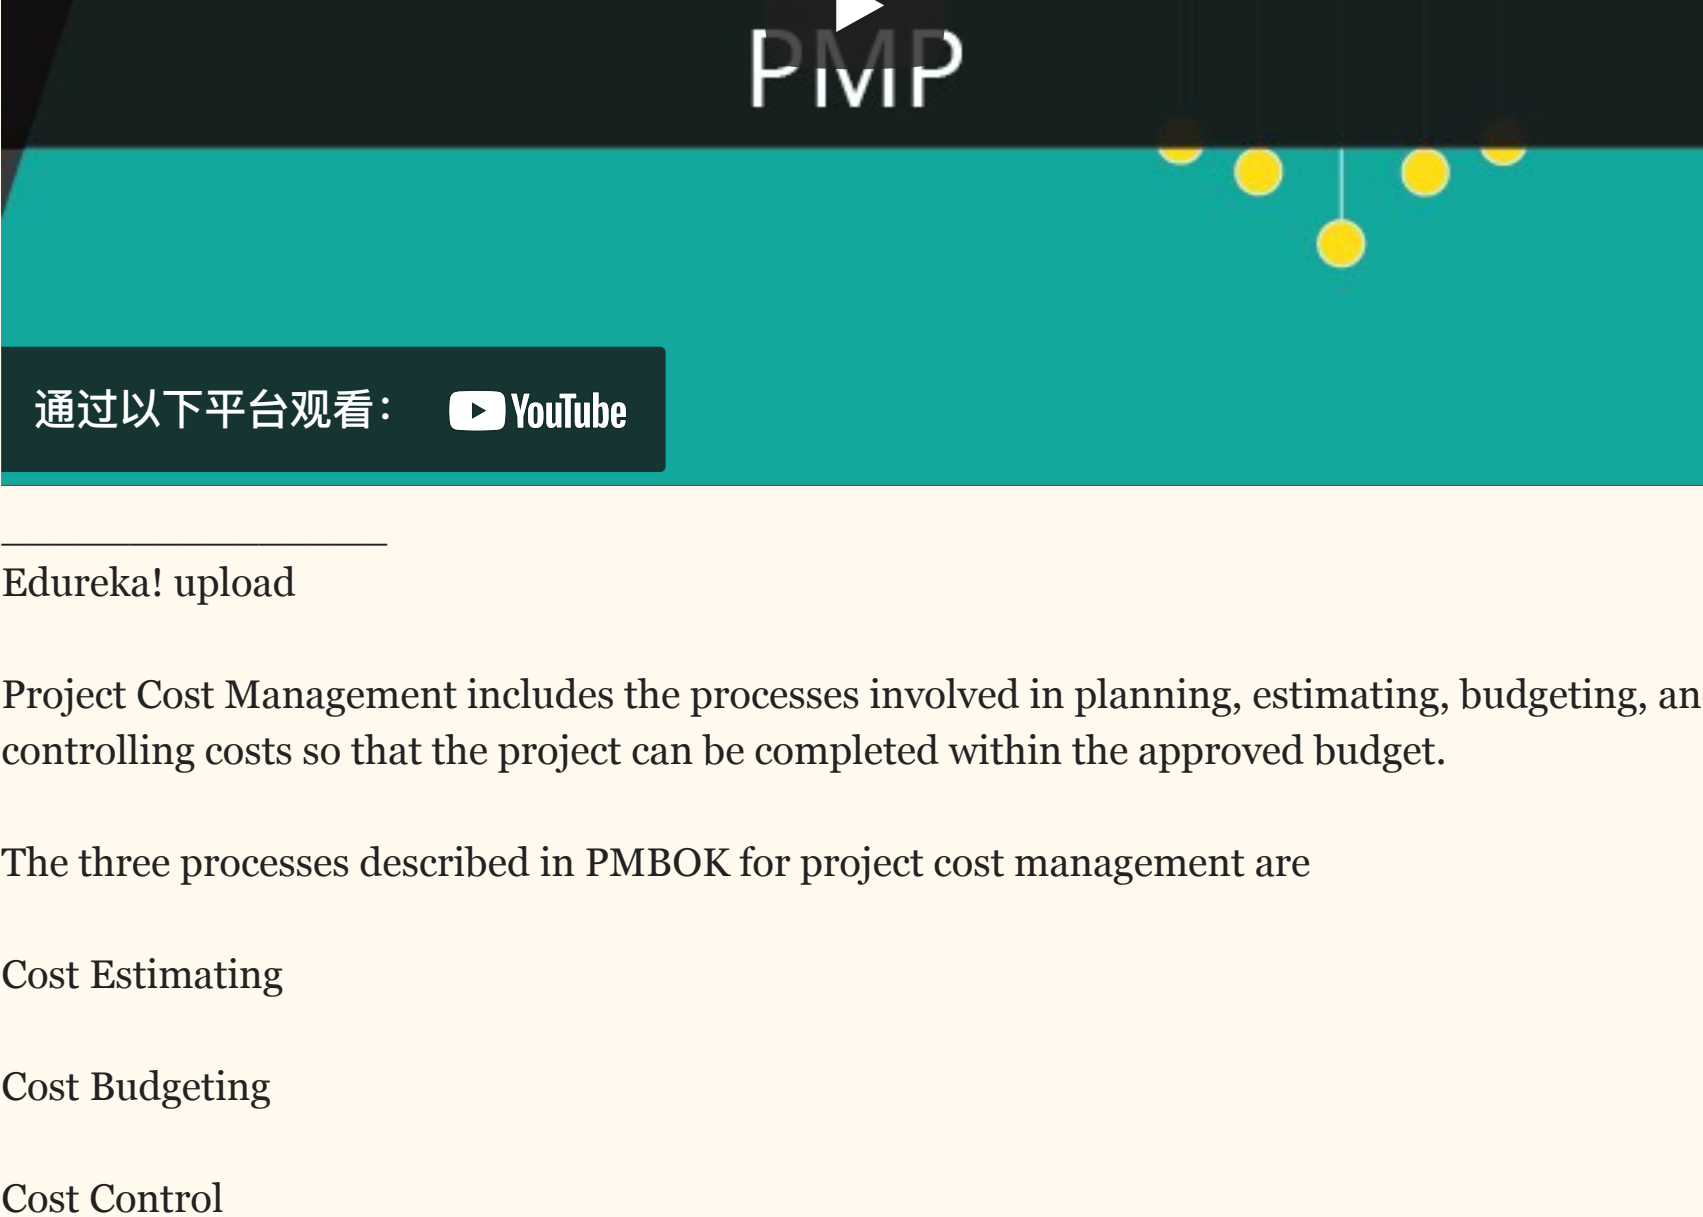 PMP
通过以下平台观看：
YouTube
________________
Edureka! upload
Project Cost Management includes the processes involved in planning, estimating, budgeting, an
controlling costs so that the project can be completed within the approved budget.
The three processes described in PMBOK for project cost management are
Cost Estimating
Cost Budgeting
Cost Control